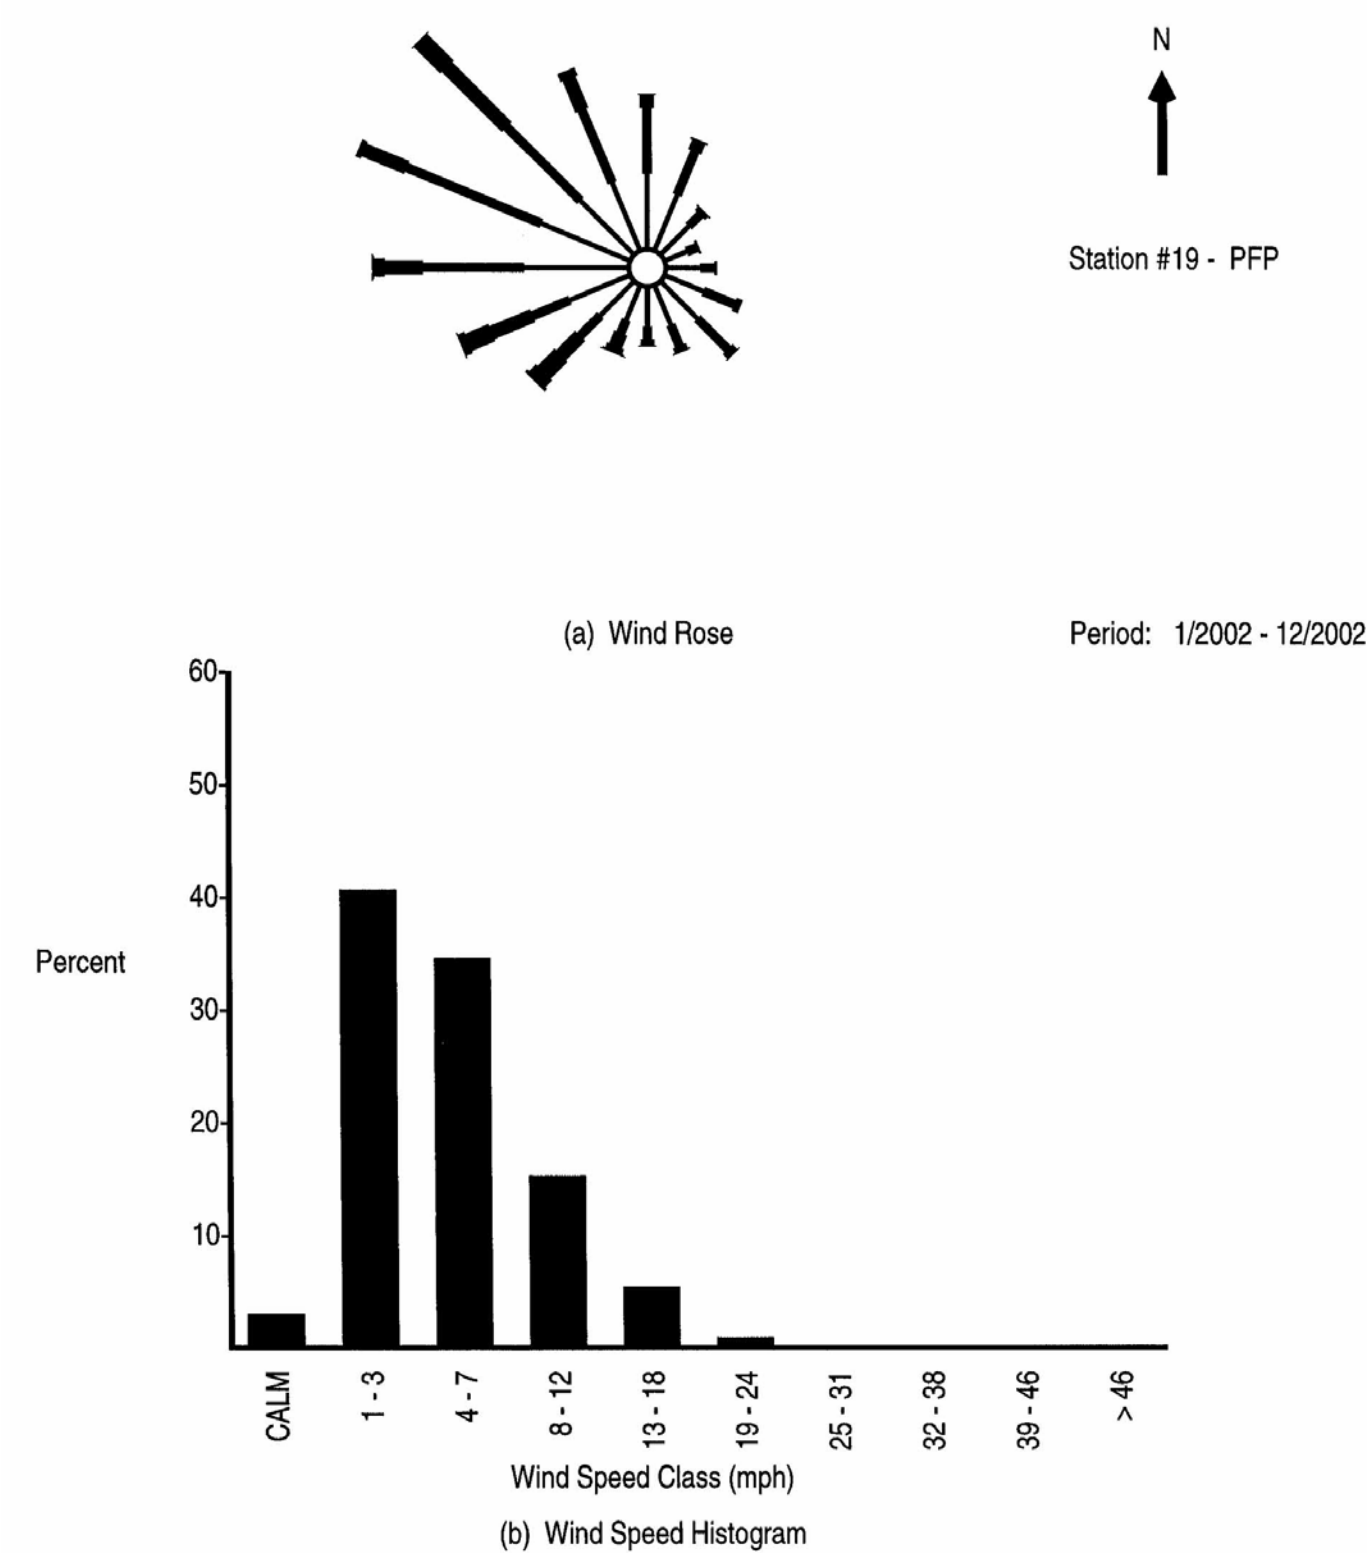 N
Station #19 - PFP
(a) Wind Rose
Period: 1/2002 - 12/2002
60
50
40
30
20
10
Percent
CALM
1 - 3
4 - 7
8 - 12
13 - 18
19 - 24
25 - 31
32 - 38
39 - 46
> 46
Wind Speed Class (mph)
(b) Wind Speed Histogram